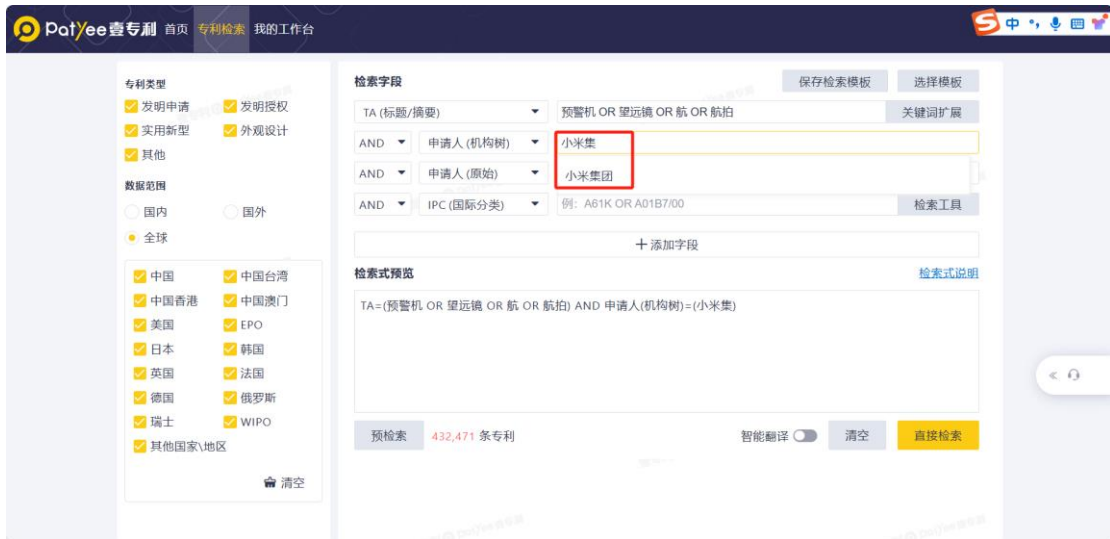 PatYee壹专利 首页 专利检索 我的工作台
中
专利类型
发明申请 发明授权
实用新型 外观设计
其他
数据范围
国内 国外
全球
中国 中国台湾
中国香港 中国澳门
美国 EPO
日本 韩国
英国 法国
德国 俄罗斯
瑞士 WIPO
其他国家\地区
清空
检索字段 保存检索模板 选择模板
TA (标题/摘要) 预警机 OR 望远镜 OR 航 OR 航拍 关键词扩展
AND 申请人 (机构树) 小米集
AND 申请人 (原始) 小米集团
AND IPC (国际分类) 例: A61K OR A01B7/00 检索工具
十添加字段
检索式预览 检索式说明
TA=(预警机 OR 望远镜 OR 航 OR 航拍) AND 申请人(机构树)=(小米集)
预检索 432,471 条专利 智能翻译 清空 直接检索